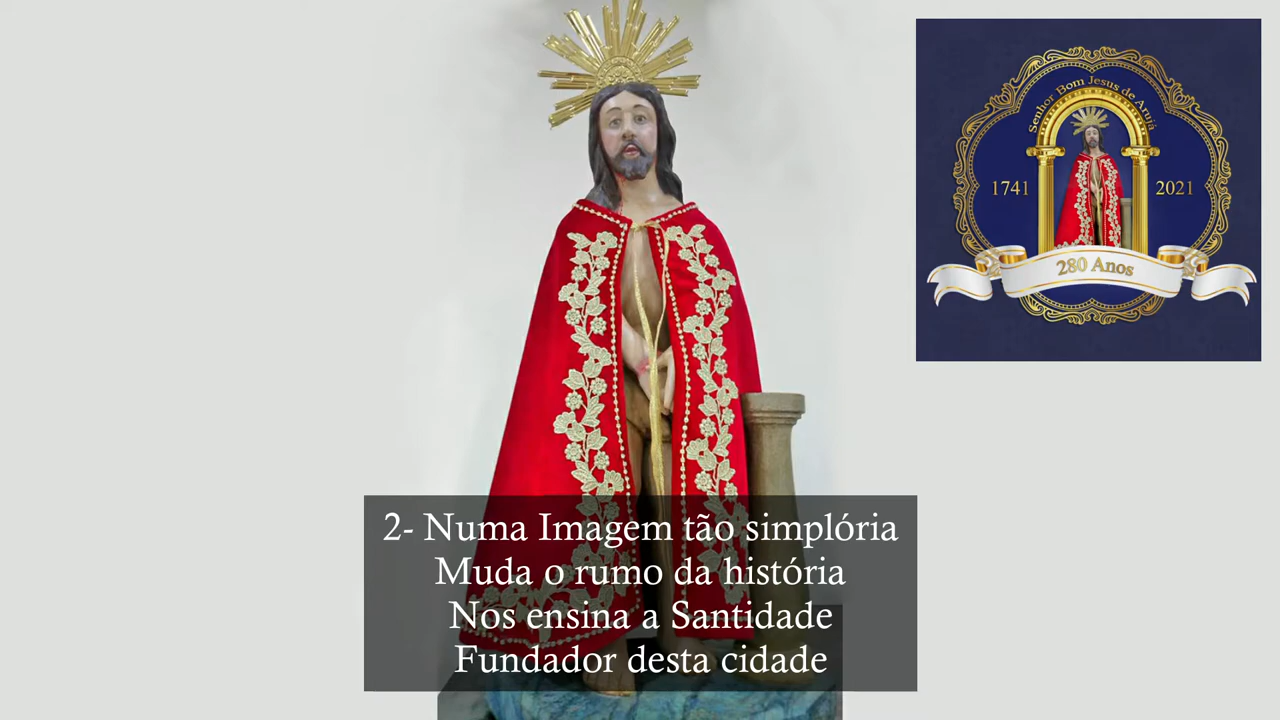 Senhor Bom Jesus de Arujá
1741
2021
280 Anos
2- Numa Imagem tão simplória
Muda o rumo da história
Nos ensina a Santidade
Fundador desta cidade